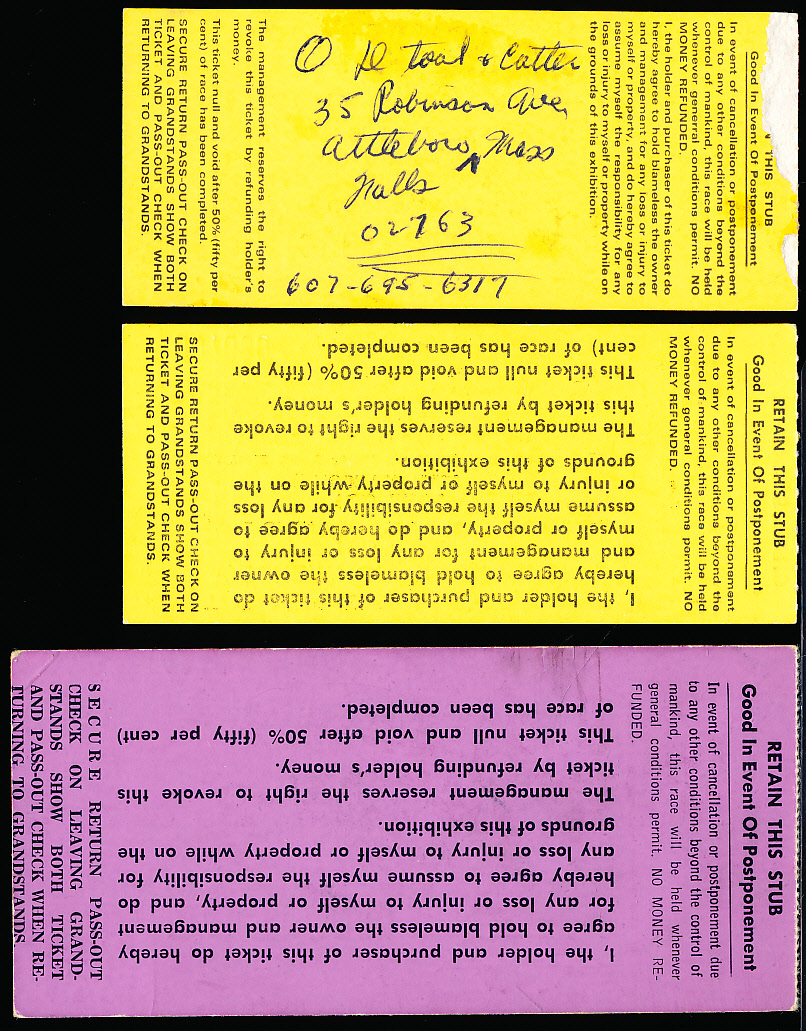 THIS STUB
Good In Event Of Postponement
In event of cancellation or postponement
due to any other conditions beyond the
control of mankind, this race will be held
whenever generral conditions permit. NO
MONEY REFUNDED.
I, the holder and purchaser of this ticket do
hereby agree to hold blameless the owner
and management for any loss or injury to
myself or property, and do hereby agree to
assume myself the responsibility for any
loss or injury to myself or property while on
the grounds of this exhibition.
35 Robinson Ave,
Attleboro Mass
Falls
02763
607-695-6317
The management reserves the right to
revoke this ticket by refunding holder's
money.
This ticket null and void after 50% (fifty per
cent) of race has been completed.
SECURE RETURN PASS-OUT CHECK ON
LEAVING GRANDSTANDS SHOW BOTH
TICKET AND PASS-OUT CHECK WHEN
RETURNING TO GRANDSTANDS.
RETAIN THIS STUB
Good In Event Of Postponement
In event of cancellation or postponement
due to any other conditions beyond the
control of mankind, this race will be held
whenever general conditions permit. NO
MONEY REFUNDED.
I, the holder and purchaser of this ticket do
hereby agree to hold blameless the owner
and management for any loss or injury to
myself or property, and do hereby agree to
assume myself the responsibility for any loss
or injury to myself or property while on the
grounds of this exhibition.
The management reserves the right to revoke
this ticket by refunding holder's money.
This ticket null and void after 50% (fifty per
cent) of race has been completed.
SECURE RETURN PASS-OUT CHECK ON
LEAVING GRANDSTANDS SHOW BOTH
TICKET AND PASS-OUT CHECK WHEN
RETURNING TO GRANDSTANDS.
RETAIN THIS STUB
Good In Event Of Postponement
In event of cancellation or postponement due
to any other conditions beyond the control of
mankind, this race will be held whenever
general conditions permit. NO MONEY RE-
FUNDED.
I, the holder and purchaser of this ticket do hereby
agree to hold blameless the owner and management
for any loss or injury to myself or property, and do
hereby agree to assume myself the responsibility for
any loss or injury to myself or property while on the
grounds of this exhibition.
The management reserves the right to revoke this
ticket by refunding holder's money.
This ticket null and void after 50% (fifty per cent)
of race has been completed.
SECURE RETURN PASS-OUT
CHECK ON LEAVING GRAND-
STANDS SHOW BOTH TICKET
AND PASS-OUT CHECK WHEN RE-
TURNING TO GRANDSTANDS.